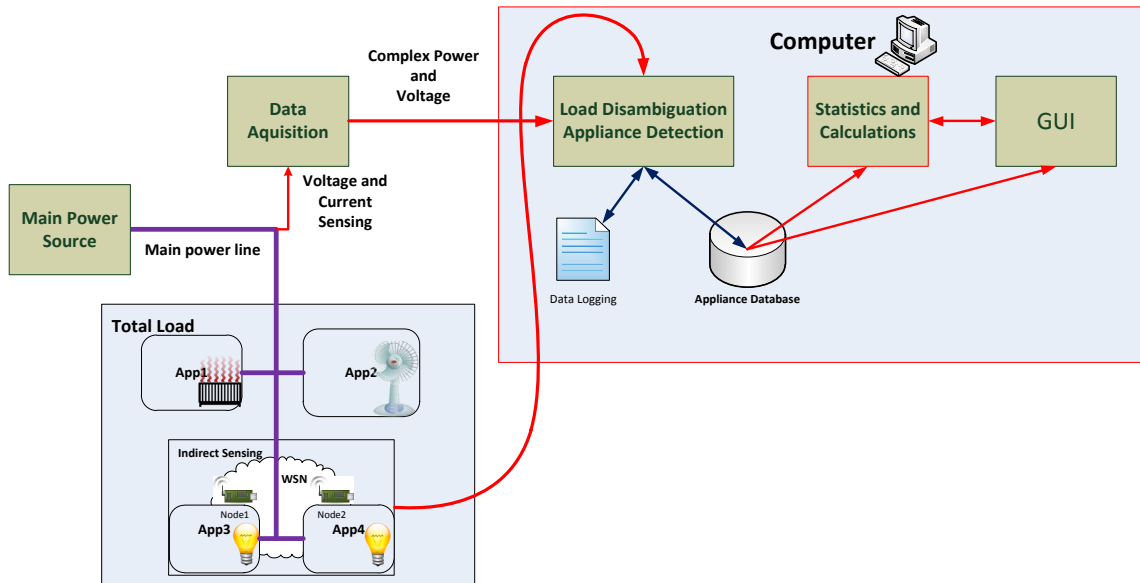 Computer
Complex Power
and
Voltage
Data
Aquisition
Load Disambiguation
Appliance Detection
Statistics and
Calculations
GUI
Voltage and
Current
Sensing
Main Power
Source
Main power line
Data Logging
Appliance Database
Total Load
App1
App2
Indirect Sensing
WSN
Node1
Node2
App3
App4